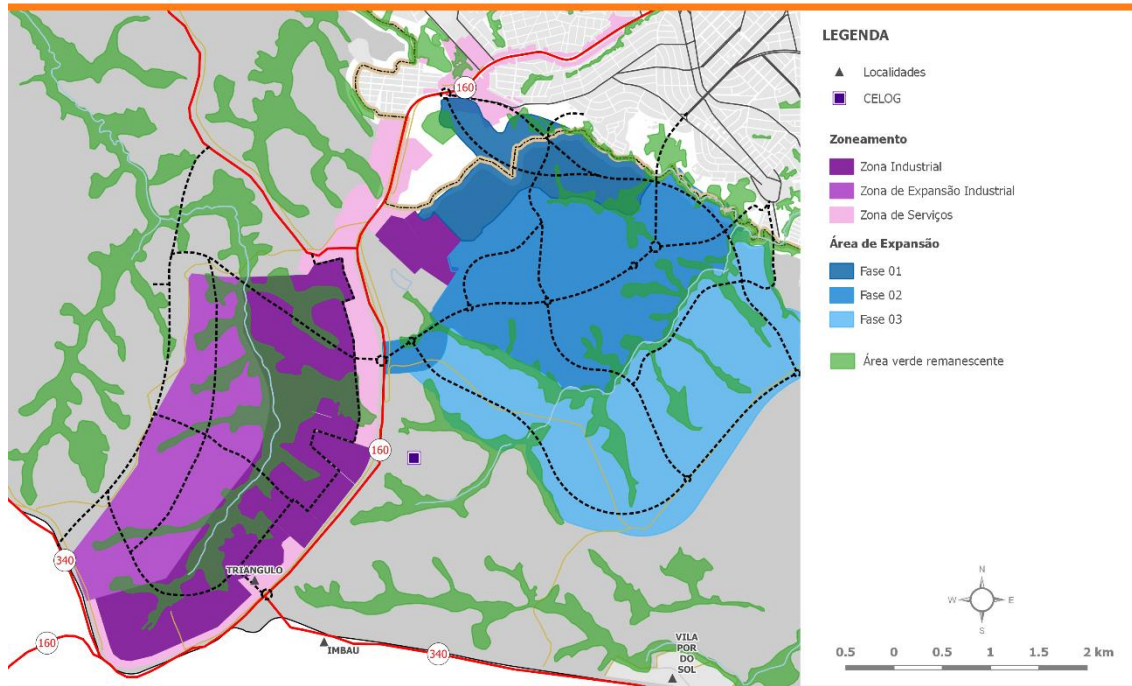 160
LEGENDA
Localidades
CELOG
Zoneamento
Zona Industrial
Zona de Expansão Industrial
Zona de Serviços
Área de Expansão
Fase 01
Fase 02
Fase 03
Área verde remanescente
160
340
TRIANGULO
160
IMBAU
340
VILA
POR DO
SOL
N
W
E
S
0.5 0 0.5 1 2 km